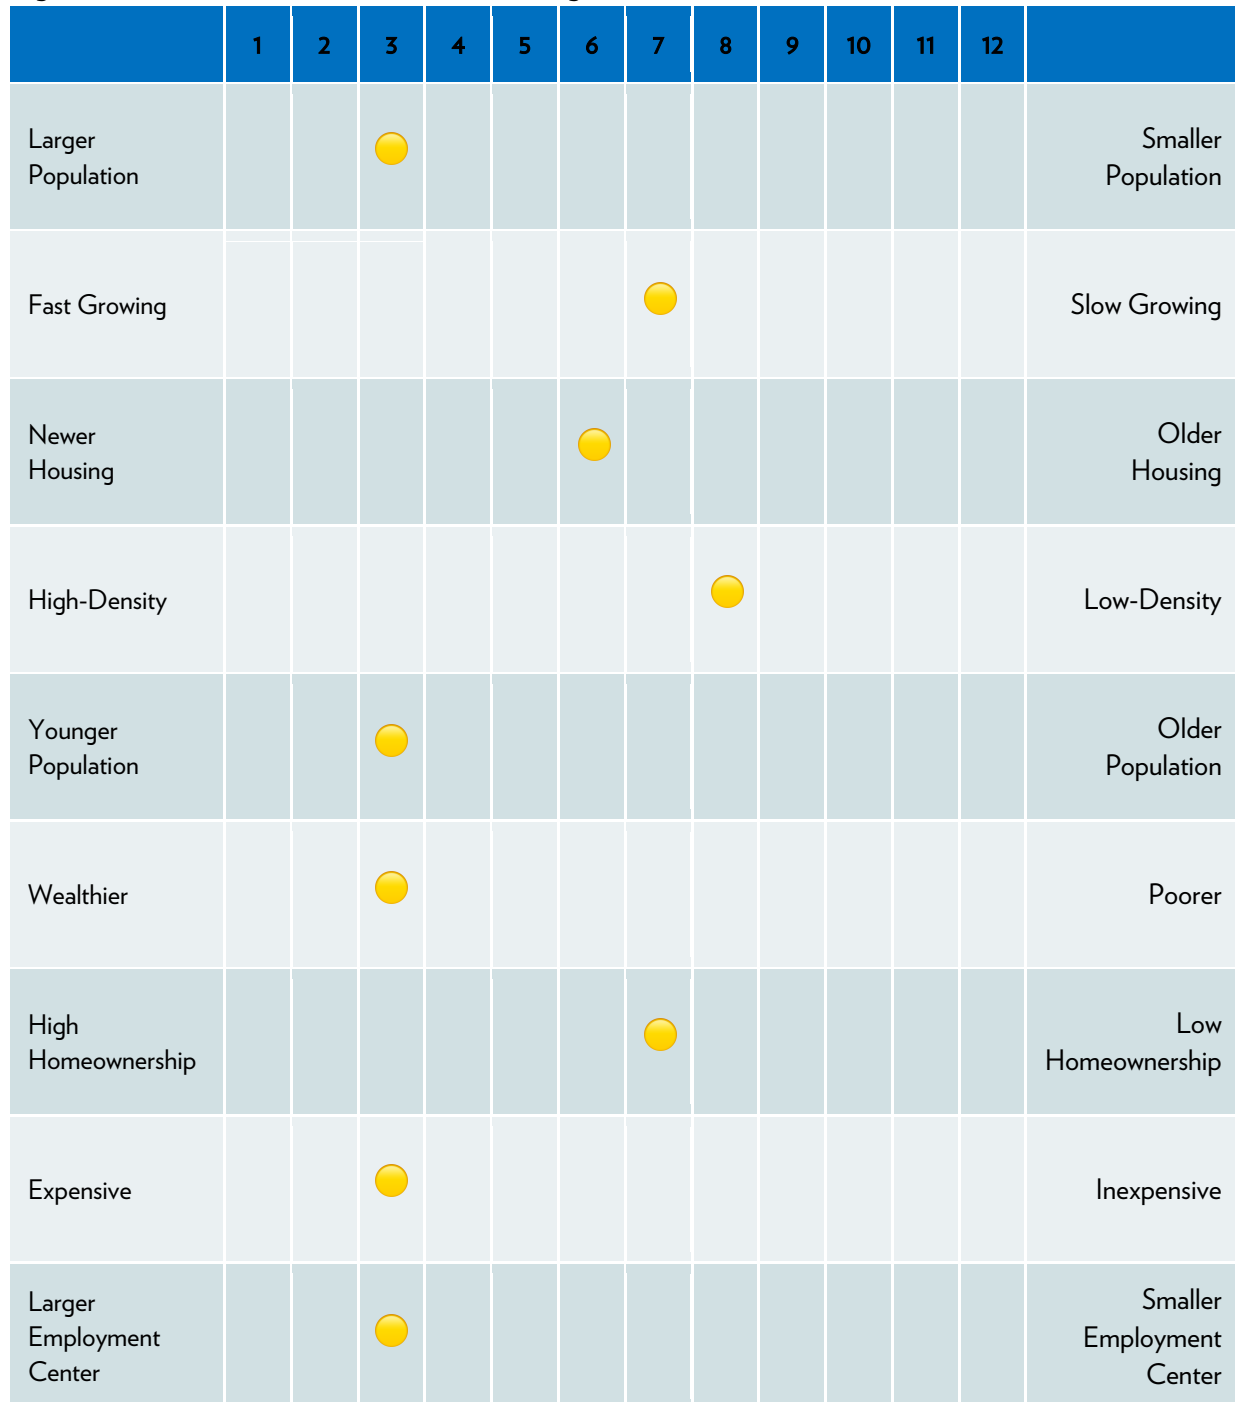 1 2 3 4 5 6 7 8 9 10 11 12
Larger
Population
Smaller
Population
Fast Growing
Slow Growing
Newer
Housing
Older
Housing
High-Density
Low-Density
Younger
Population
Older
Population
Wealthier
Poorer
High
Homeownership
Low
Homeownership
Expensive
Inexpensive
Larger
Employment
Center
Smaller
Employment
Center